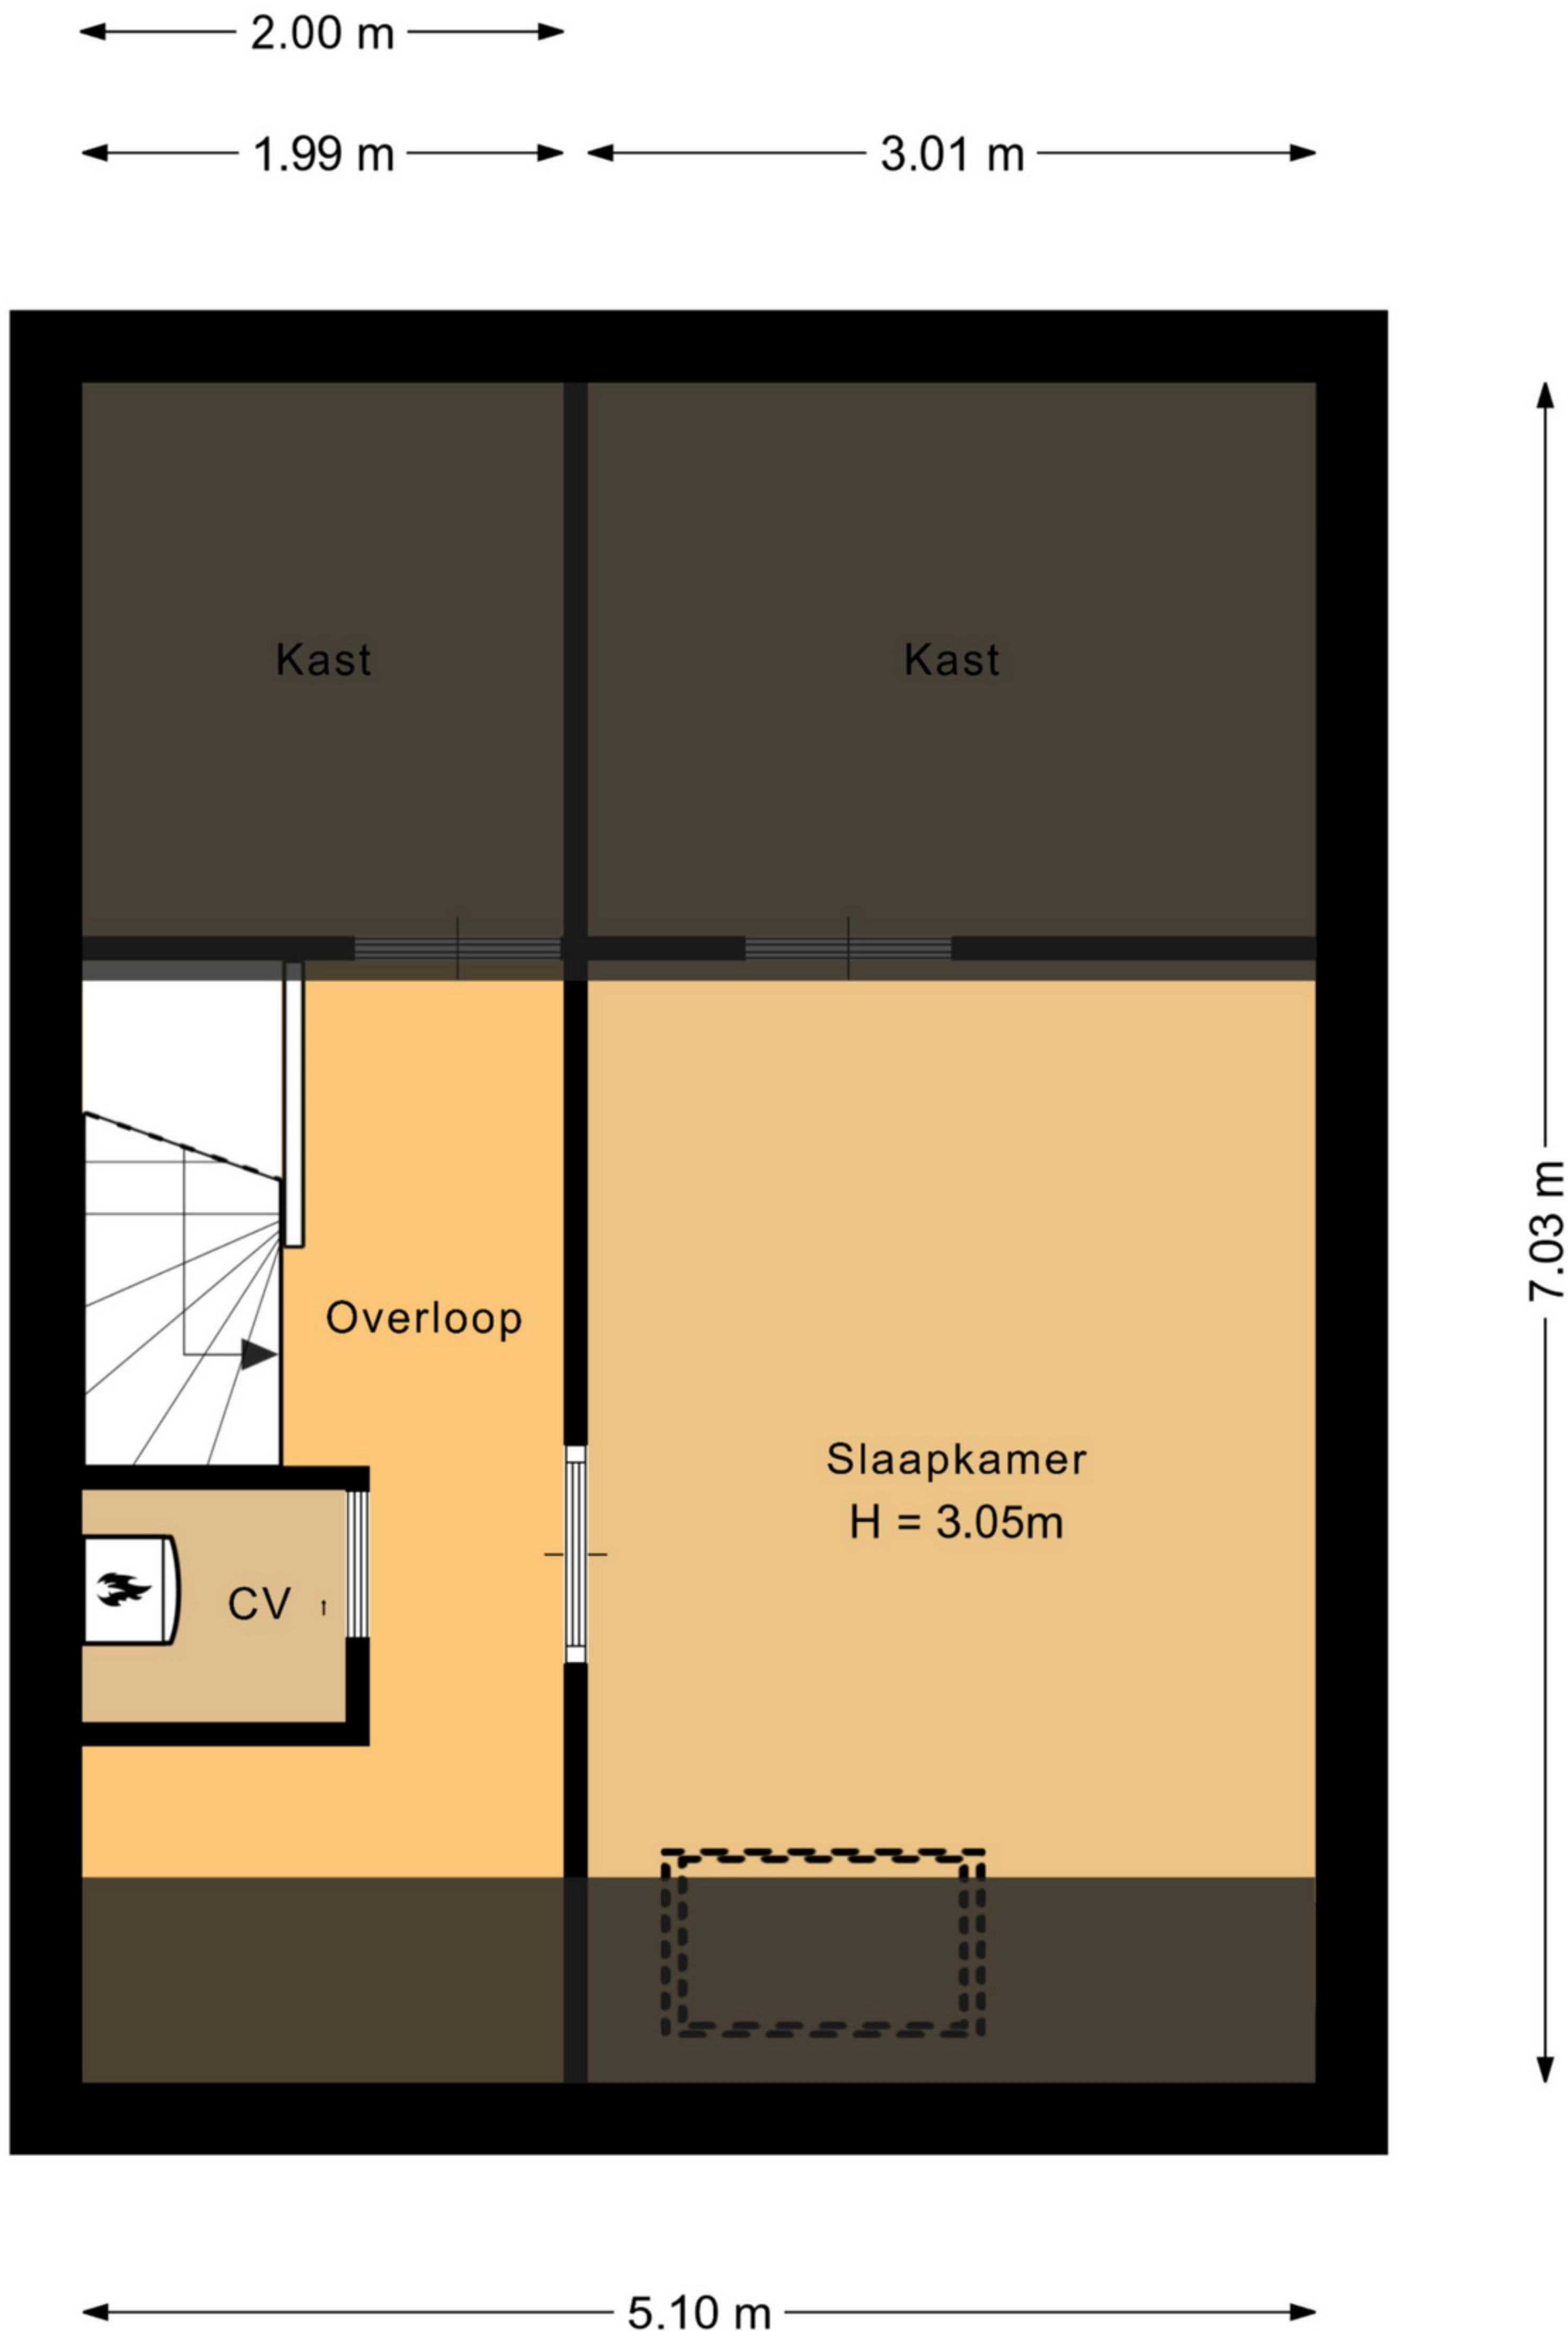 2.00 m
1.99 m
3.01 m
Kast
Kast
Overloop
Slaapkamer
H = 3.05m
CV
7.03 m
5.10 m